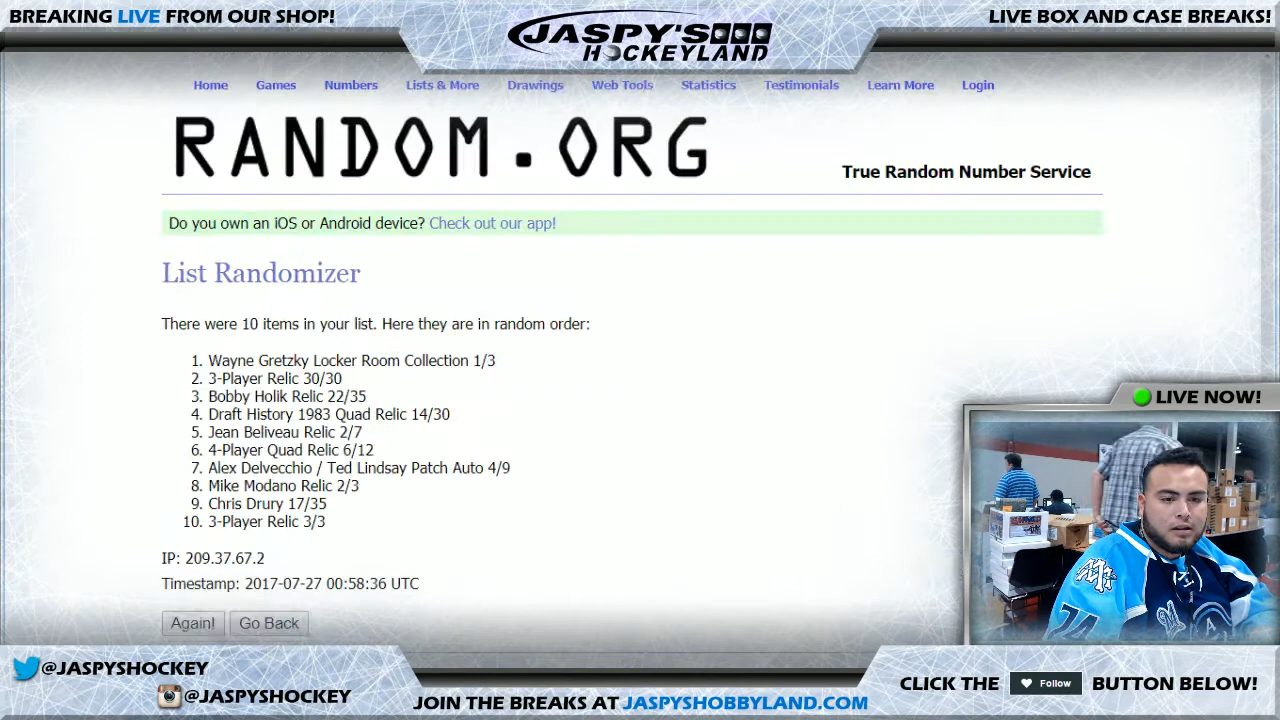 BREAKING LIVE FROM OUR SHOP!
JASPY'S
HOCKEYLAND
LIVE BOX AND CASE BREAKS!
Home Games Numbers Lists & More Drawings Web Tools Statistics Testimonials Learn More Login
RANDOM.ORG
True Random Number Service
Do you own an iOS or Android device? Check out our app!
List Randomizer
There were 10 items in your list. Here they are in random order:
1. Wayne Gretzky Locker Room Collection 1/3
2. 3-Player Relic 30/30
3. Bobby Holik Relic 22/35
4. Draft History 1983 Quad Relic 14/30
5. Jean Beliveau Relic 2/7
6. 4-Player Quad Relic 6/12
7. Alex Delvecchio / Ted Lindsay Patch Auto 4/9
8. Mike Modano Relic 2/3
9. Chris Drury 17/35
10. 3-Player Relic 3/3
IP: 209.37.67.2
Timestamp: 2017-07-27 00:58:36 UTC
Again! Go Back
LIVE NOW!
@JASPYSHOCKEY
@JASPYSHOCKEY
JOIN THE BREAKS AT JASPYSHOBBYLAND.COM
CLICK THE Follow BUTTON BELOW!